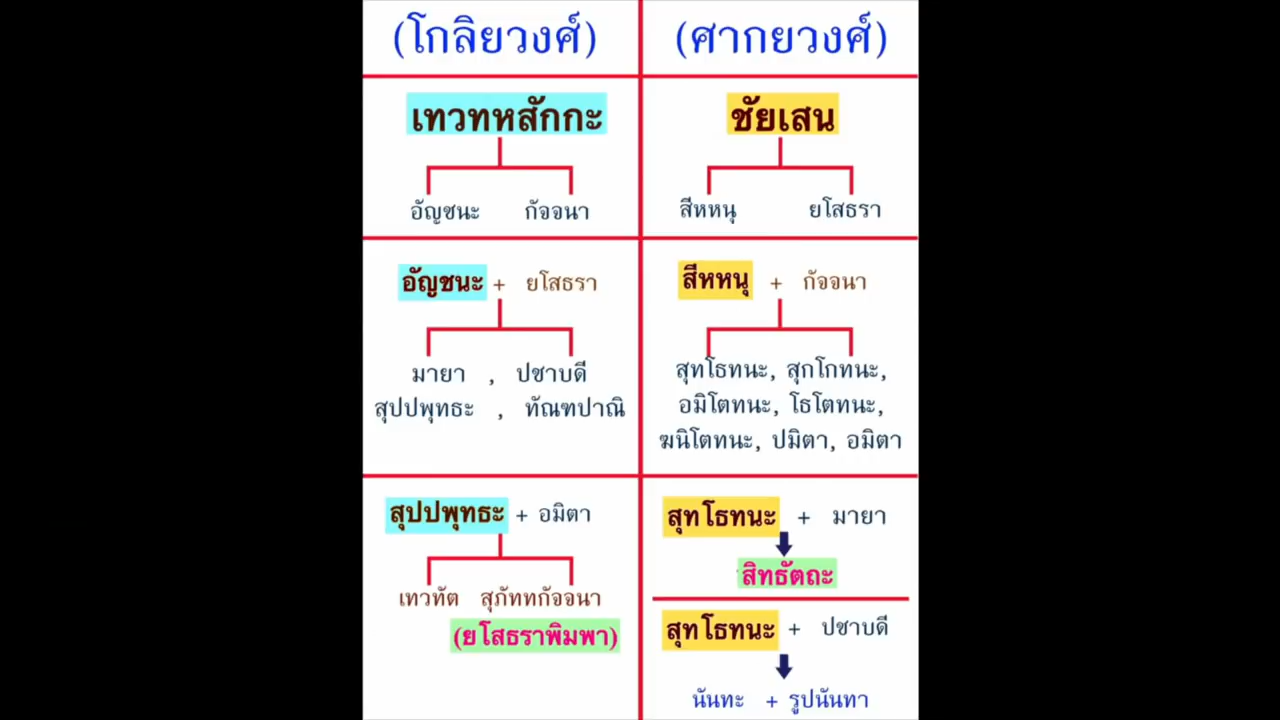 (โกลิยวงศ์)
เทวทหสักกะ
อัญชนะ กัจจนา
อัญชนะ + ยโสธรา
มายา , ปชาบดี
สุปปพุทธะ , ทัณฑปาณิ
สุปปพุทธะ + อมิตา
เทวทัต สุภัททกัจจนา
(ยโสธราพิมพา)
(ศากยวงศ์)
ชัยเสน
สีหหนุ ยโสธรา
สีหหนุ + กัจจนา
สุทโธทนะ, สุกโกทนะ,
อมิโตทนะ, โธโตทนะ,
ฆนิโตทนะ, ปมิตา, อมิตา
สุทโธทนะ + มายา
สิทธัตถะ
สุทโธทนะ + ปชาบดี
นันทะ + รูปนันทา